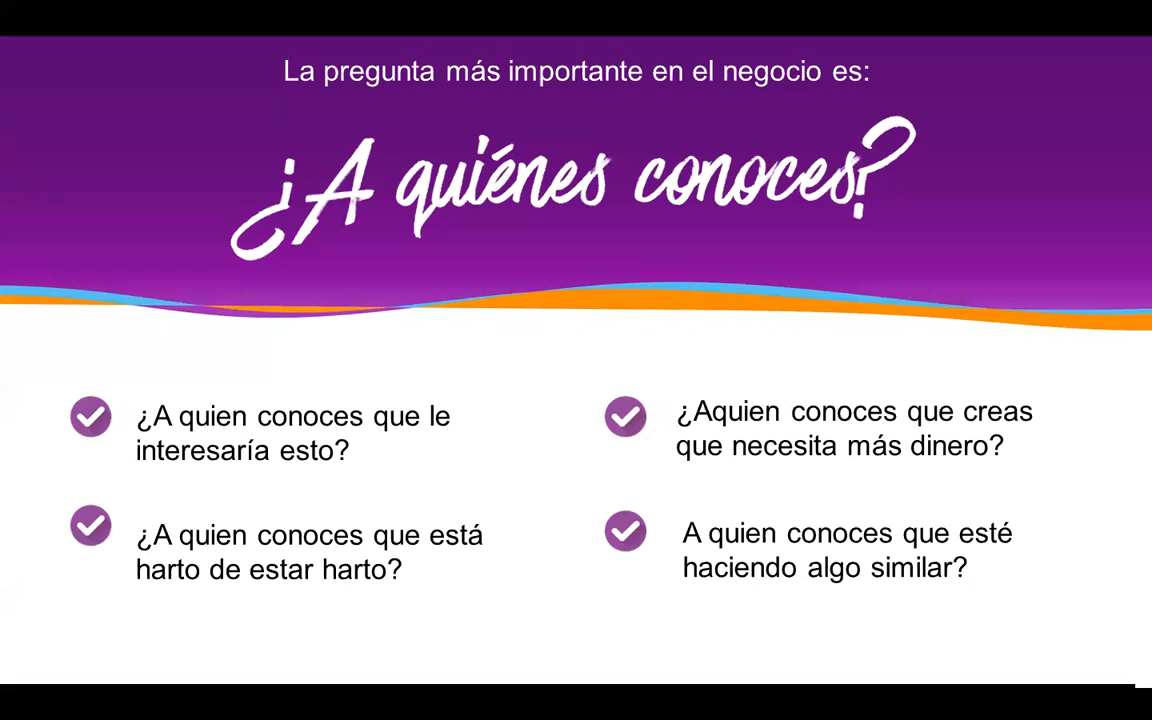 La pregunta más importante en el negocio es:
¿A quiénes conoces?
¿A quien conoces que le
interesaría esto?
¿A quien conoces que está
harto de estar harto?
¿Aquien conoces que creas
que necesita más dinero?
A quien conoces que esté
haciendo algo similar?